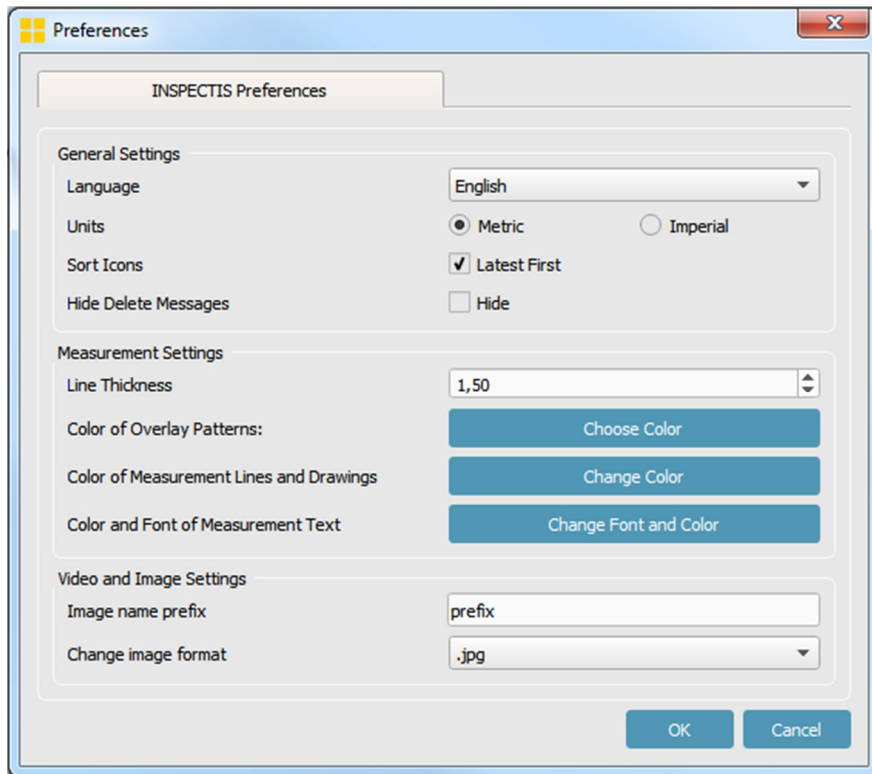 Preferences
INSPECTIS Preferences
General Settings
Language English
Units Metric Imperial
Sort Icons Latest First
Hide Delete Messages Hide
Measurement Settings
Line Thickness 1,50
Color of Overlay Patterns: Choose Color
Color of Measurement Lines and Drawings Change Color
Color and Font of Measurement Text Change Font and Color
Video and Image Settings
Image name prefix prefix
Change image format .jpg
OK Cancel